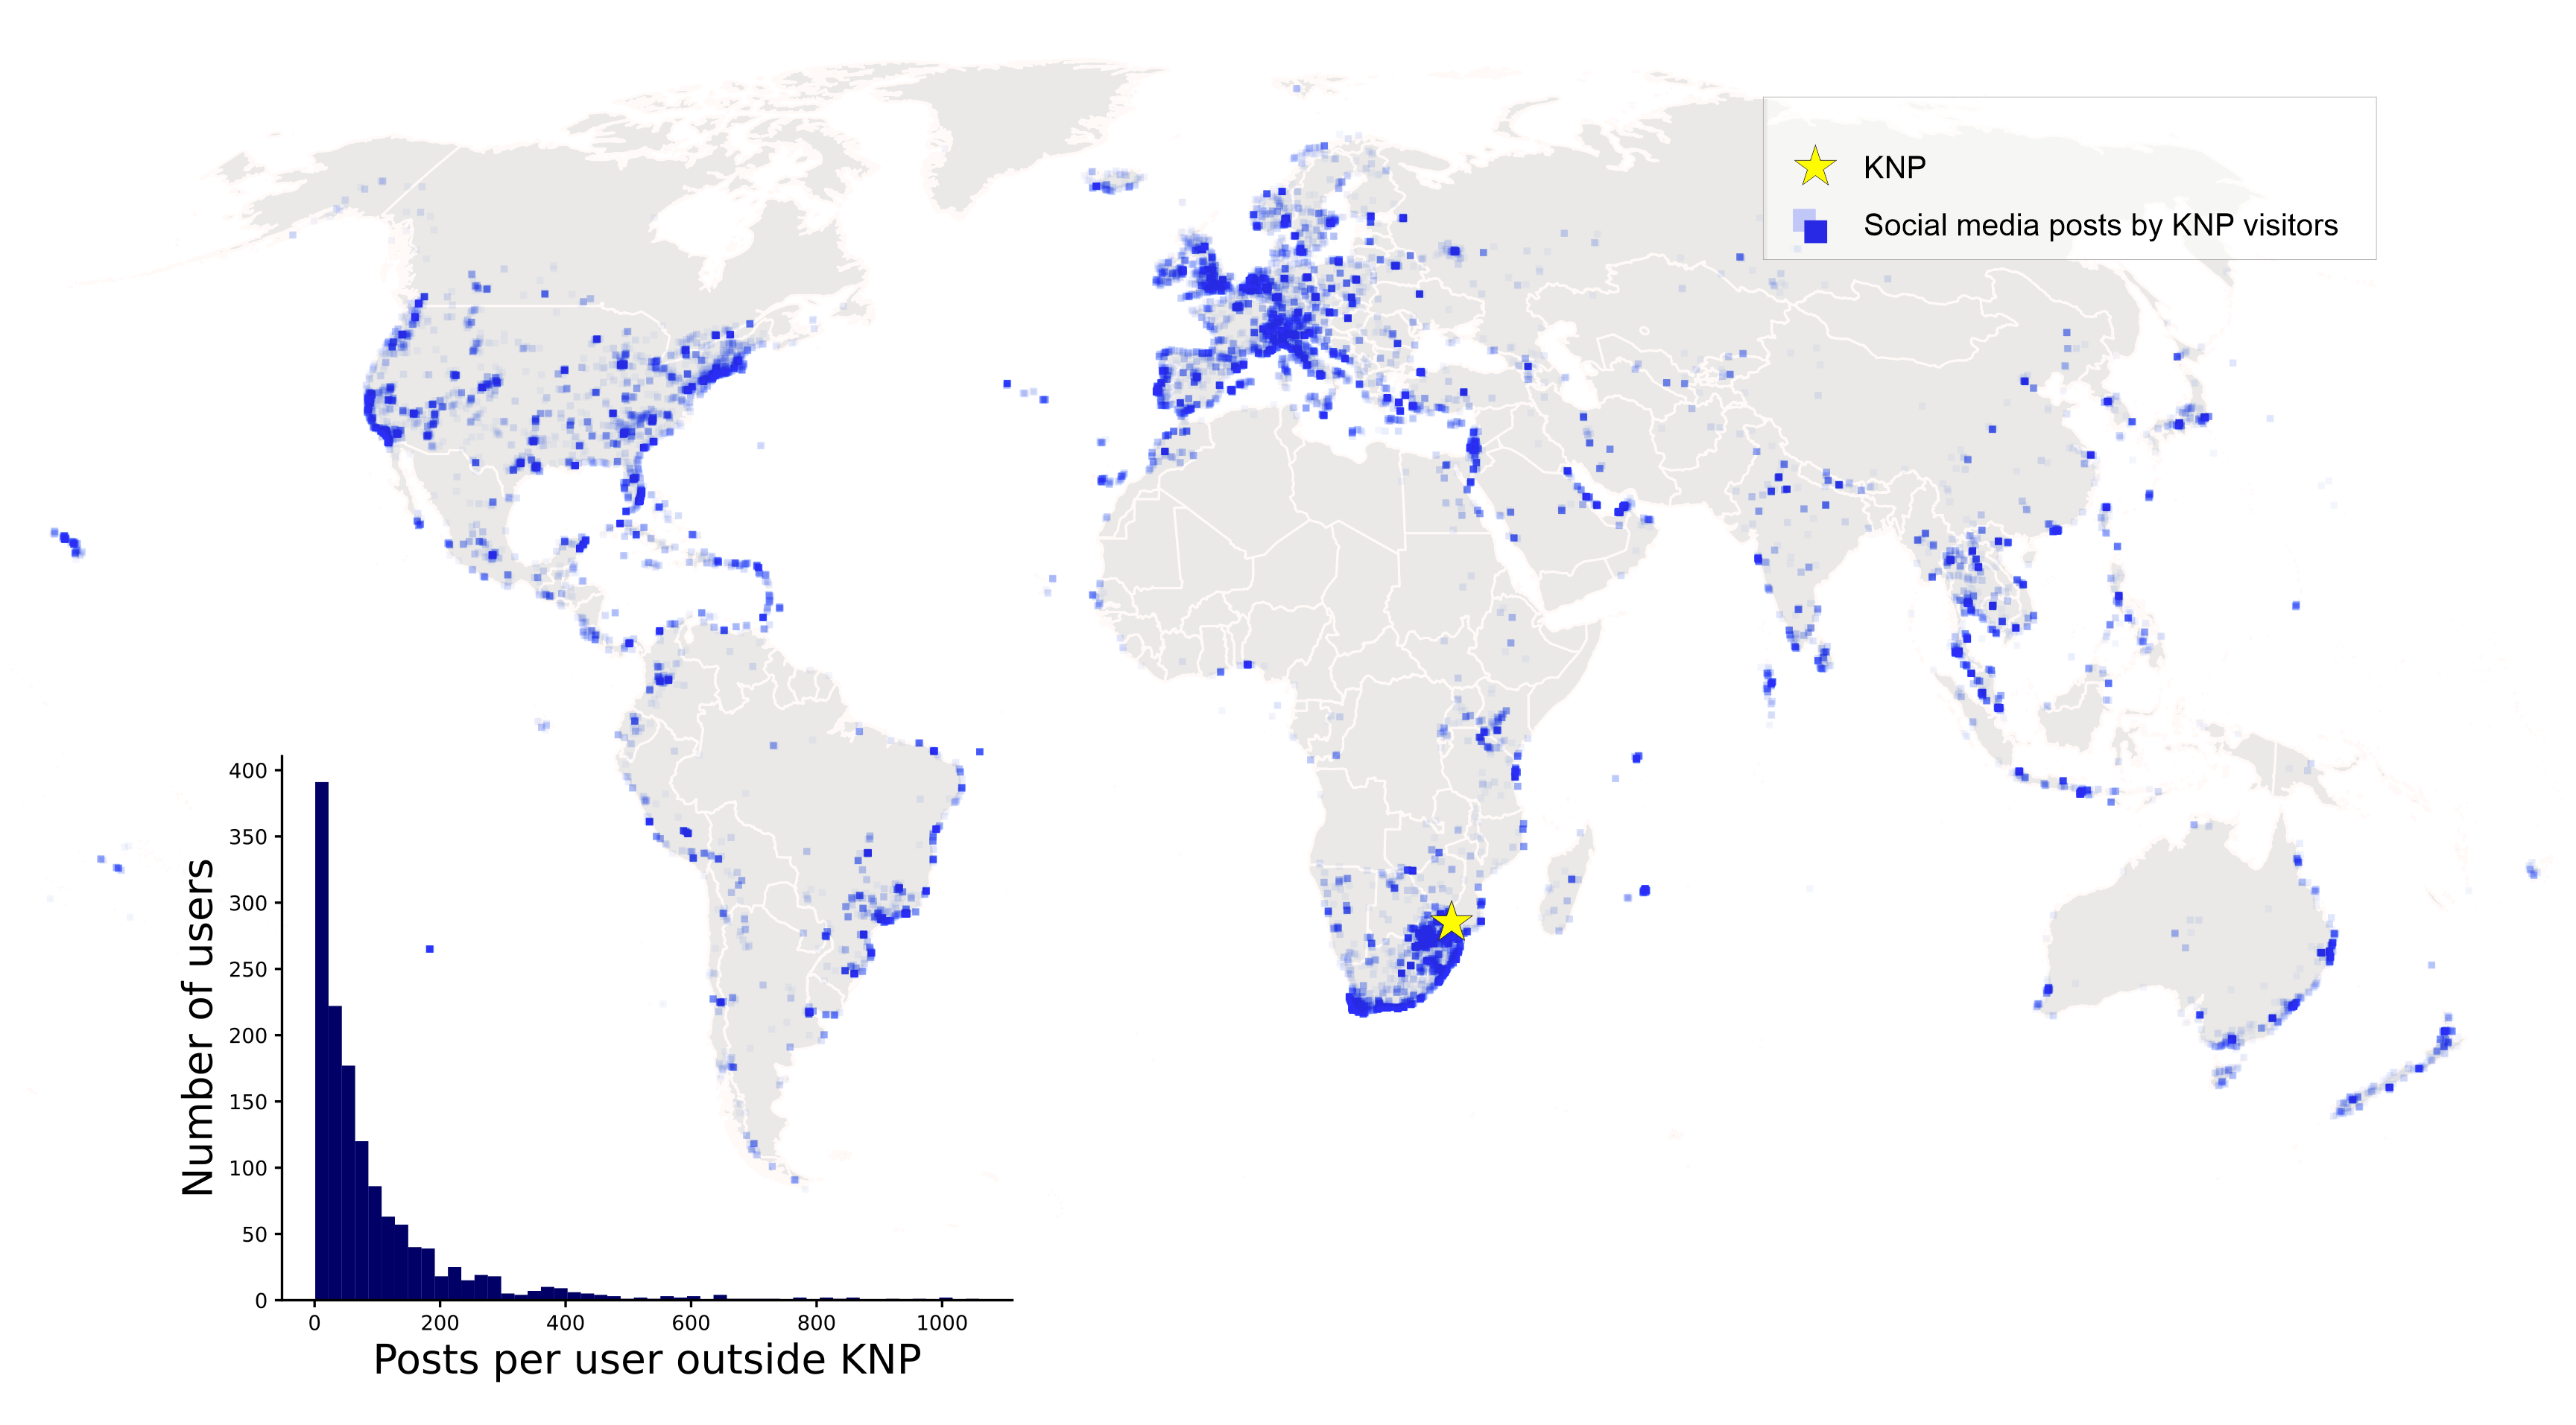 KNP
Social media posts by KNP visitors
400
350
300
250
200
150
100
50
0
Number of users
0 200 400 600 800 1000
Posts per user outside KNP